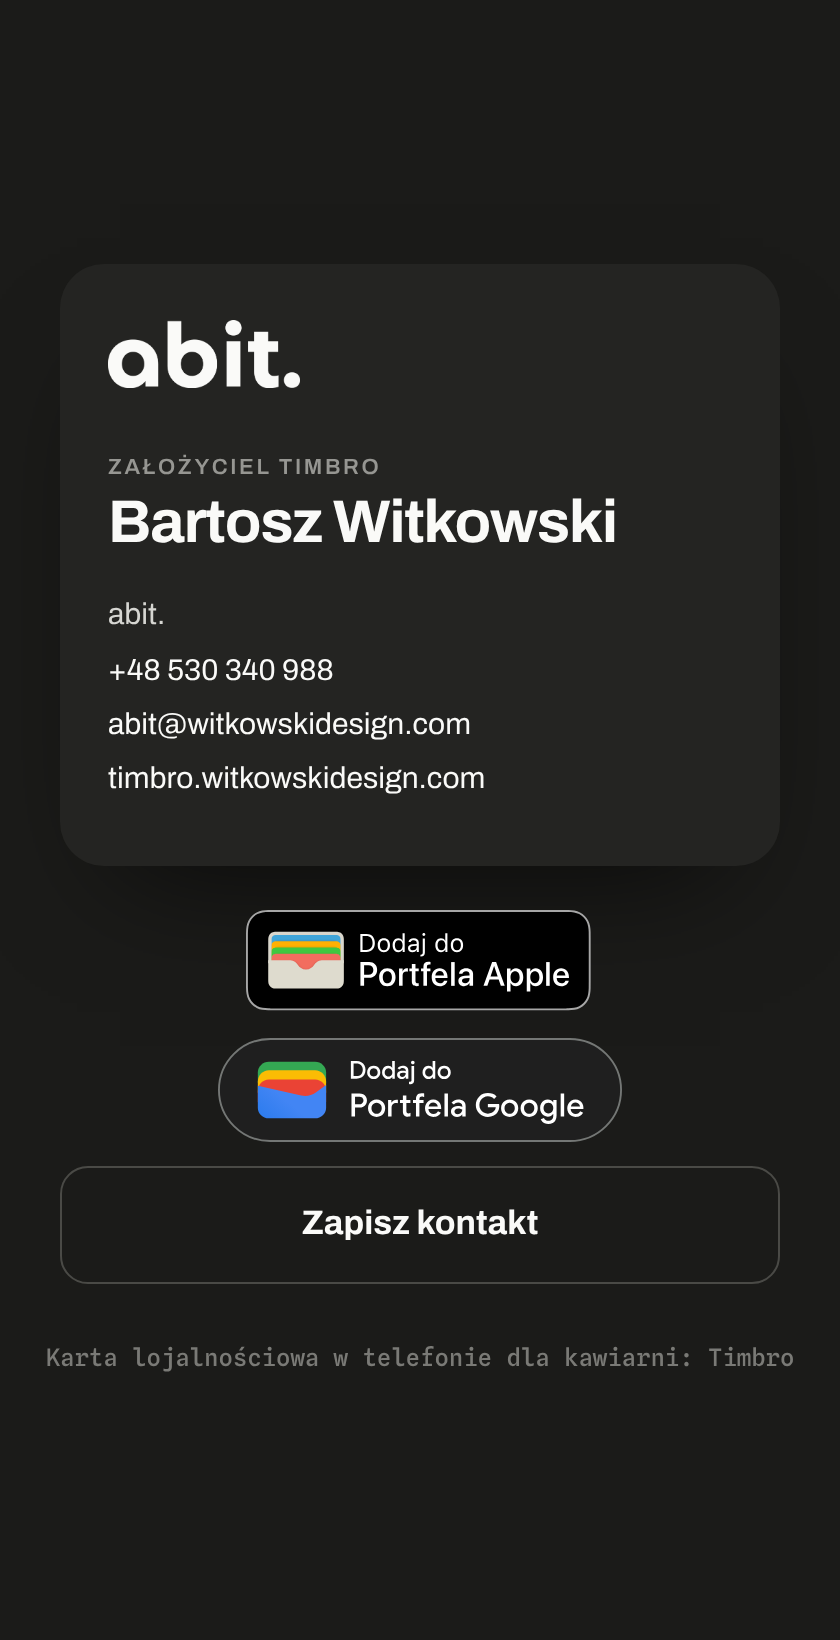 abit.
ZAŁOŻYCIEL TIMBRO
Bartosz Witkowski
abit.
+48 530 340 988
abit@witkowskidesign.com
timbro.witkowskidesign.com
Dodaj do
Portfela Apple
Dodaj do
Portfela Google
Zapisz kontakt
Karta lojalnościowa w telefonie dla kawiarni: Timbro